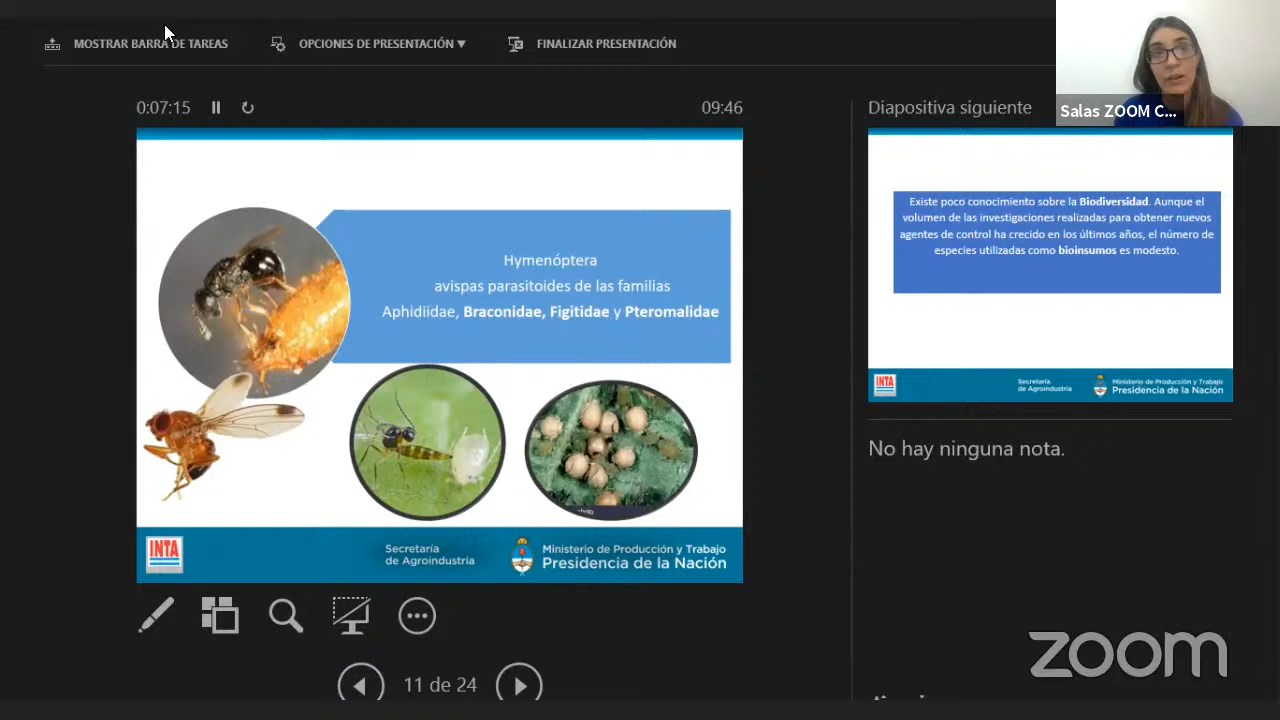 MOSTRAR BARRA DE TAREAS
OPCIONES DE PRESENTACIÓN
FINALIZAR PRESENTACIÓN
Salas ZOOM C...
0:07:15
09:46
Hymenóptera
avispas parasitoides de las familias
Aphidiidae, Braconidae, Figitidae y Pteromalidae
INTA
Secretaría
de Agroindustria
Ministerio de Producción y Trabajo
Presidencia de la Nación
11 de 24
Diapositiva siguiente
Existe poco conocimiento sobre la Biodiversidad. Aunque el
volumen de las investigaciones realizadas para obtener nuevos
agentes de control ha crecido en los últimos años, el número de
especies utilizadas como bioinsumos es modesto.
INTA
Secretaría
de Agroindustria
Ministerio de Producción y Trabajo
Presidencia de la Nación
No hay ninguna nota.
zoom